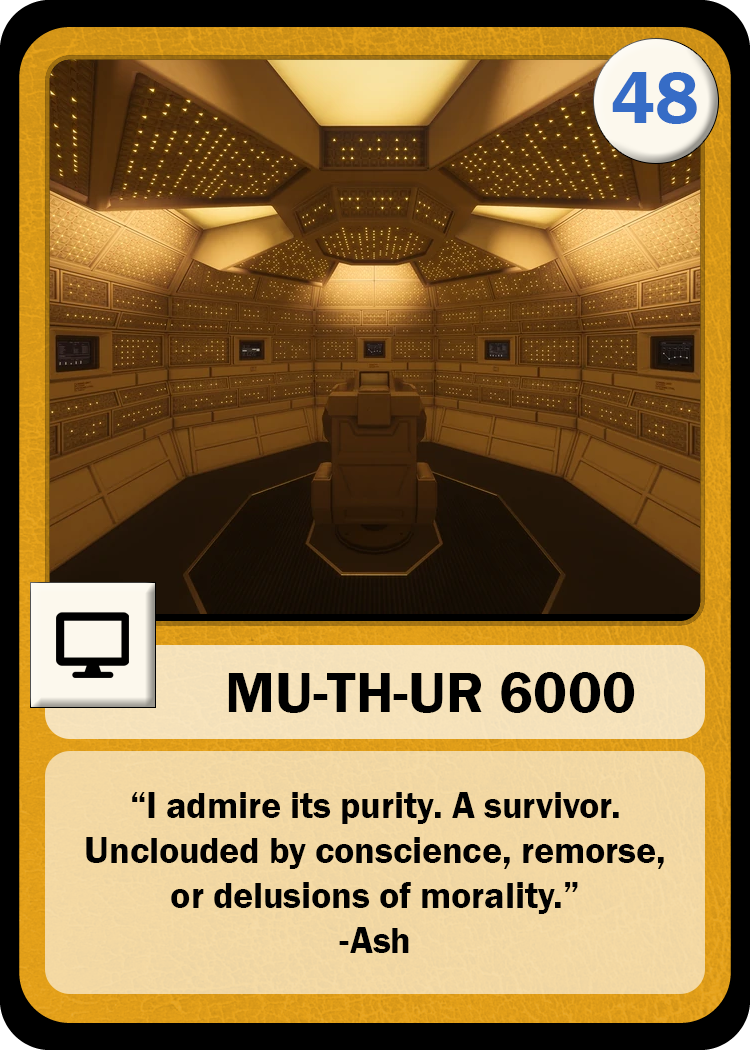 48
MU-TH-UR 6000
“I admire its purity. A survivor.
Unclouded by conscience, remorse,
or delusions of morality.”
-Ash